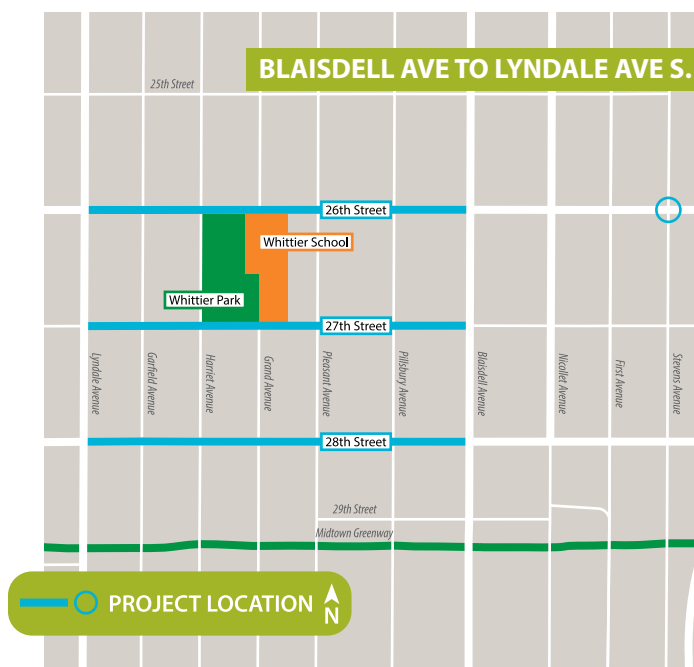 BLAISDELL AVE TO LYNDALE AVE S.
25th Street
26th Street
Whittier School
Whittier Park
27th Street
Lyndale Avenue
Garfield Avenue
Harriet Avenue
Grand Avenue
Pleasant Avenue
Pillsbury Avenue
Blaisdell Avenue
Nicollet Avenue
First Avenue
Stevens Avenue
28th Street
29th Street
Midtown Greenway
PROJECT LOCATION
N